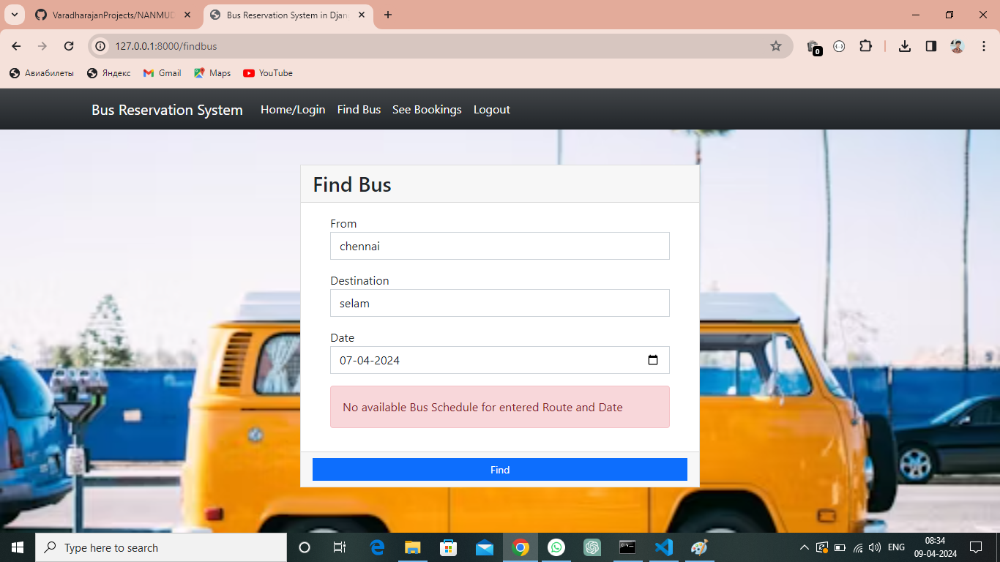 VaradharajanProjects/NANMUD
Bus Reservation System in Djan
127.0.0.1:8000/findbus
0
Авиабилеты
Яндекс
Gmail
Maps
YouTube
Bus Reservation System
Home/Login
Find Bus
See Bookings
Logout
Find Bus
From
chennai
Destination
selam
Date
07-04-2024
No available Bus Schedule for entered Route and Date
Find
Type here to search
ENG
08:34
09-04-2024